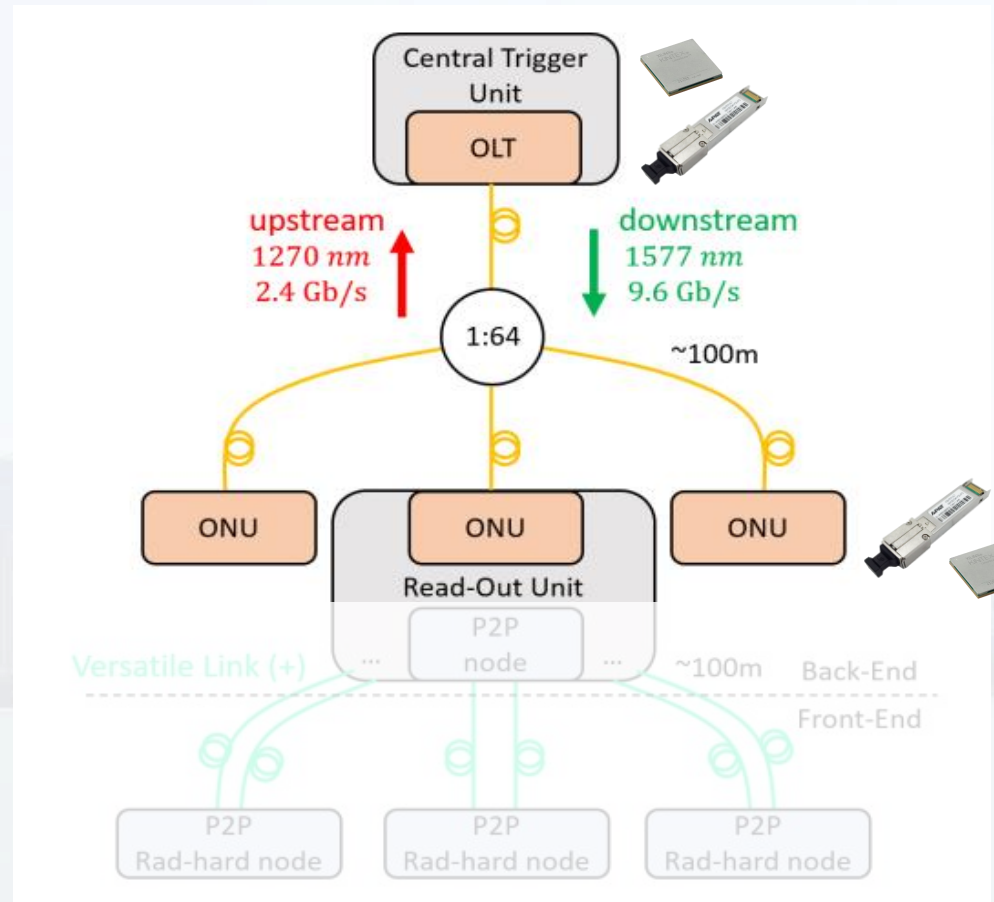 Central Trigger
Unit
OLT
upstream
1270 nm
2.4 Gb/s
downstream
1577 nm
9.6 Gb/s
1:64
~100m
ONU
ONU
ONU
Read-Out Unit
P2P
node
...
...
Versatile Link (+)
~100m
Back-End
Front-End
P2P
Rad-hard node
P2P
Rad-hard node
P2P
Rad-hard node